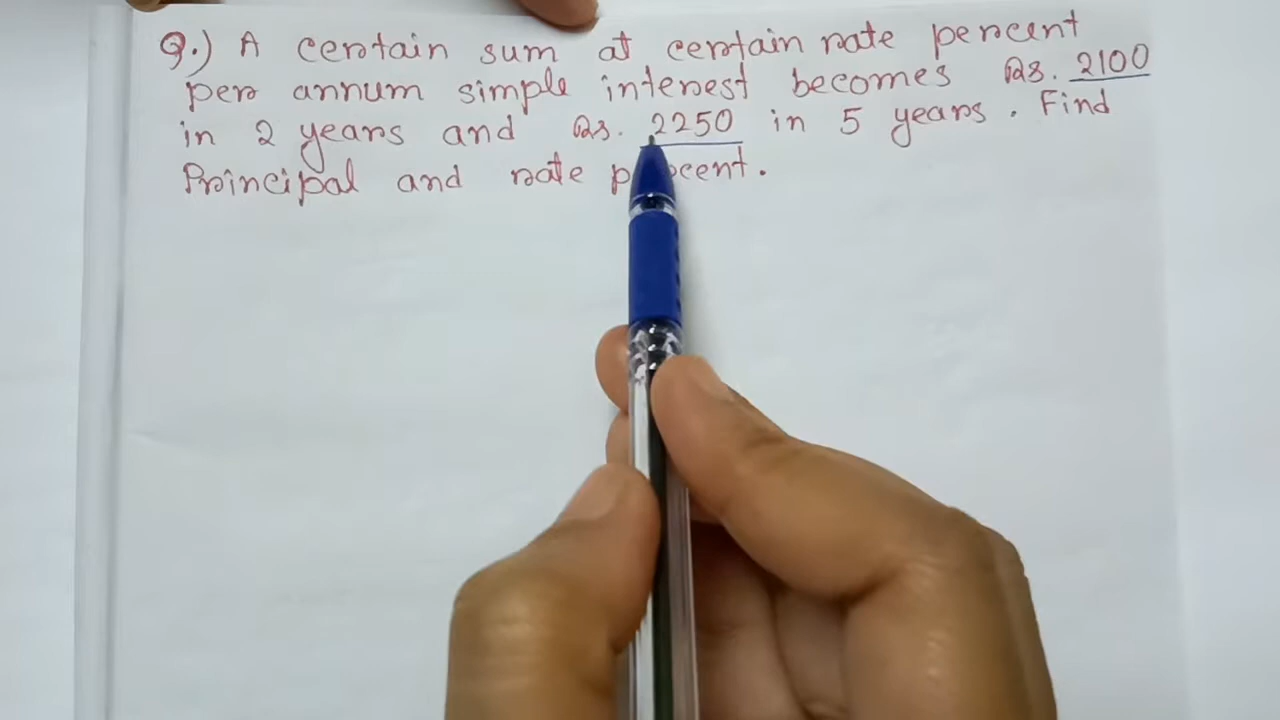 Q.) A certain sum at certain rate percent
per annum simple interest becomes Rs. 2100
in 2 years and Rs. 2250 in 5 years. Find
Principal and rate percent.